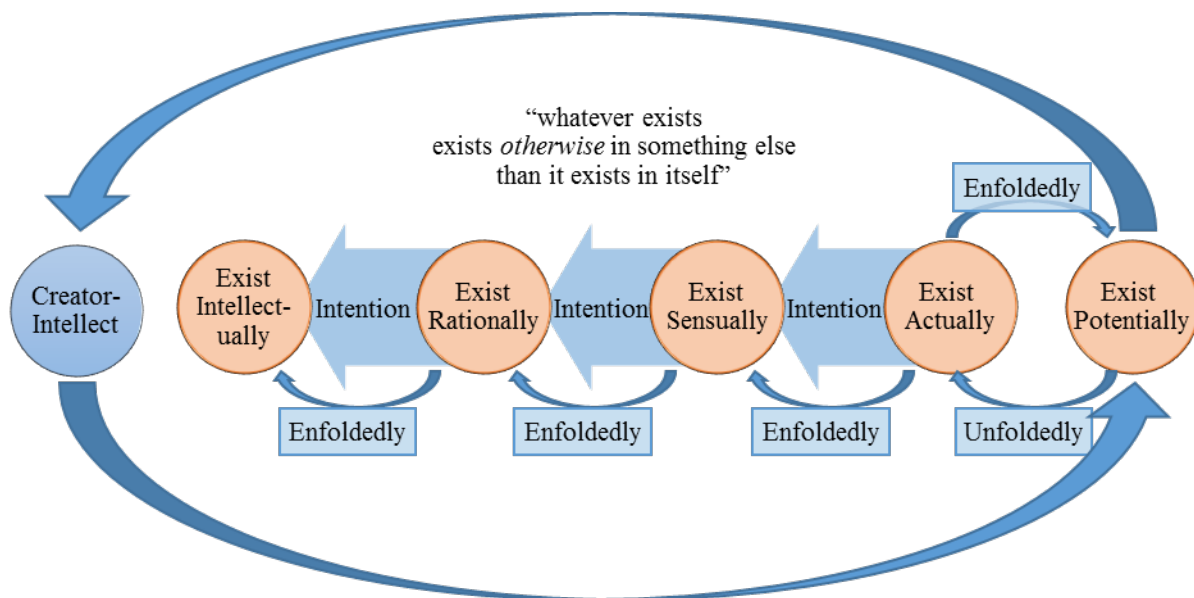 “whatever exists
exists otherwise in something else
than it exists in itself”
Enfoldedly
Creator-
Intellect
Exist
Intellect-
ually
Intention
Exist
Rationally
Intention
Exist
Sensually
Intention
Exist
Actually
Exist
Potentially
Enfoldedly
Enfoldedly
Enfoldedly
Unfoldedly